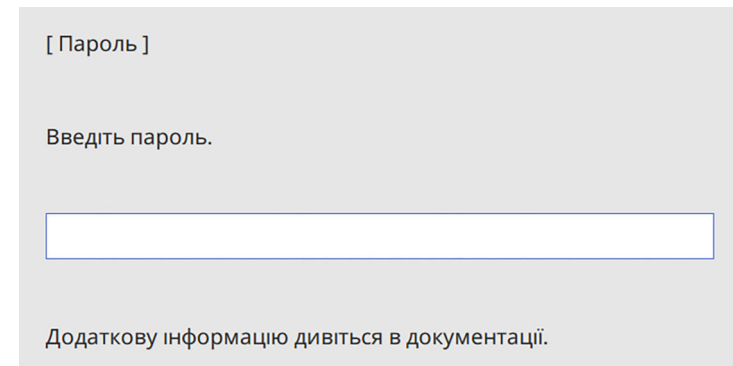 [ Пароль ]
Введіть пароль.
Додаткову інформацію дивіться в документації.